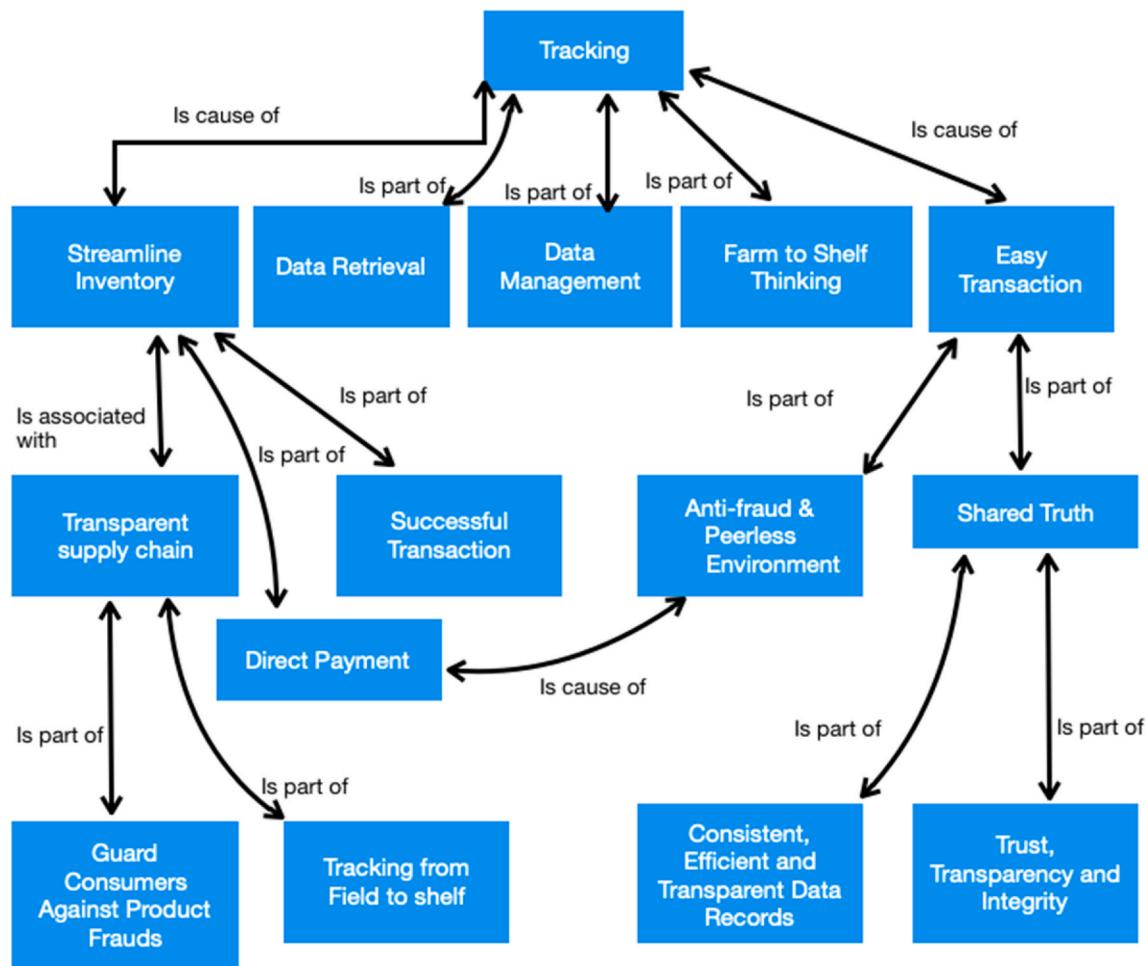 Tracking
Is cause of
Is cause of
Is part of
Is part of
Is part of
Streamline
Inventory
Data Retrieval
Data
Management
Farm to Shelf
Thinking
Easy
Transaction
Is associated
with
Is part of
Is part of
Is part of
Is part of
Transparent
supply chain
Successful
Transaction
Anti-fraud &
Peerless
Environment
Shared Truth
Direct Payment
Is cause of
Is part of
Is part of
Is part of
Is part of
Guard
Consumers
Against Product
Frauds
Tracking from
Field to shelf
Consistent,
Efficient and
Transparent Data
Records
Trust,
Transparency and
Integrity